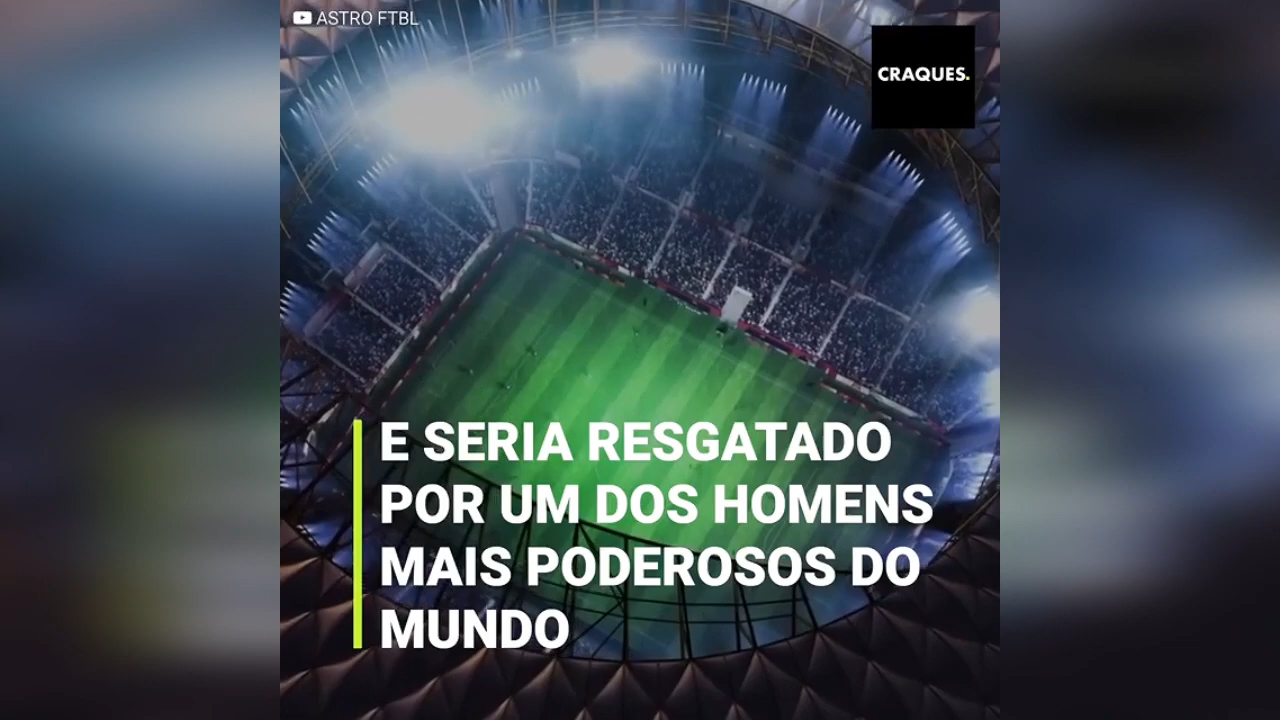 ASTRO FTBL
CRAQUES.
E SERIA RESGATADO
POR UM DOS HOMENS
MAIS PODEROSOS DO
MUNDO